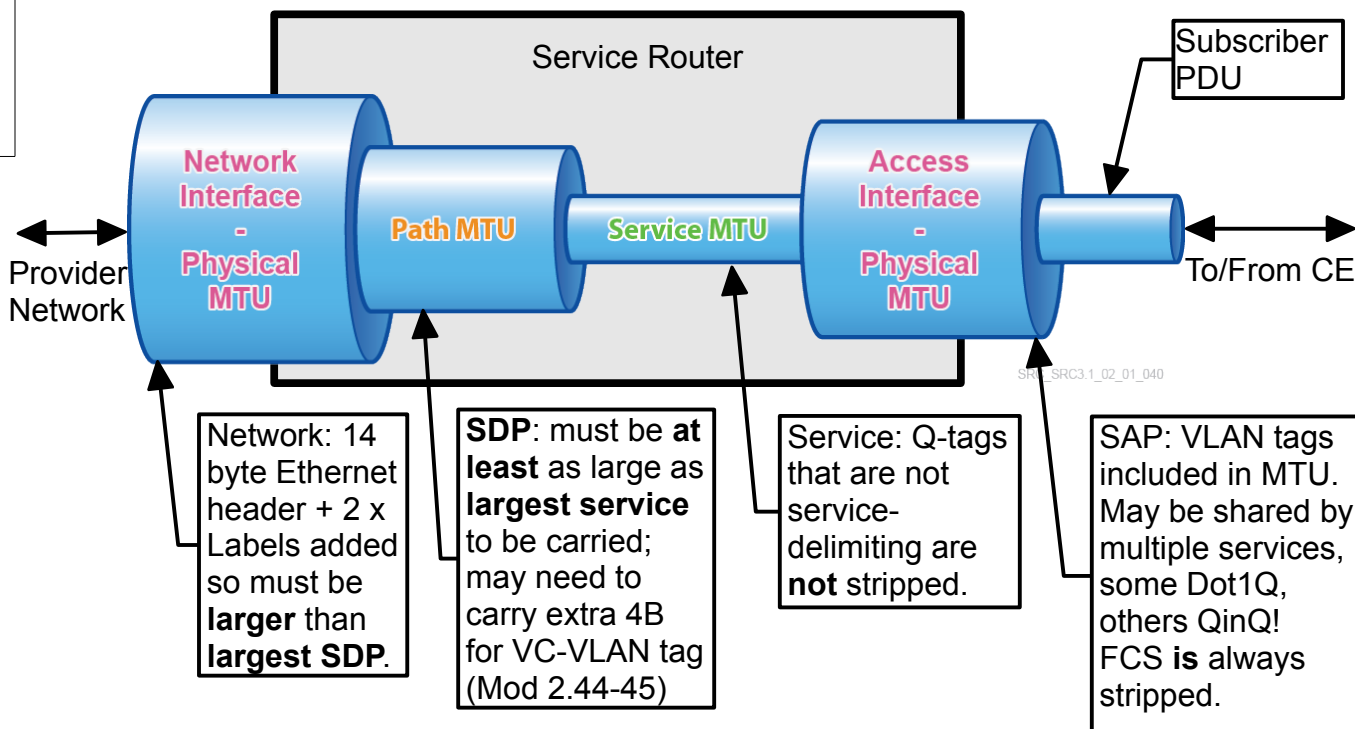 Service Router
Subscriber
PDU
Network
Interface
-
Physical
MTU
Path MTU
Service MTU
Access
Interface
-
Physical
MTU
Provider
Network
To/From CE
Network: 14
byte Ethernet
header + 2 x
Labels added
so must be
larger than
largest SDP.
SDP: must be at
least as large as
largest service
to be carried;
may need to
carry extra 4B
for VC-VLAN tag
(Mod 2.44-45)
Service: Q-tags
that are not
service-
delimiting are
not stripped.
SAP: VLAN tags
included in MTU.
May be shared by
multiple services,
some Dot1Q,
others QinQ!
FCS is always
stripped.